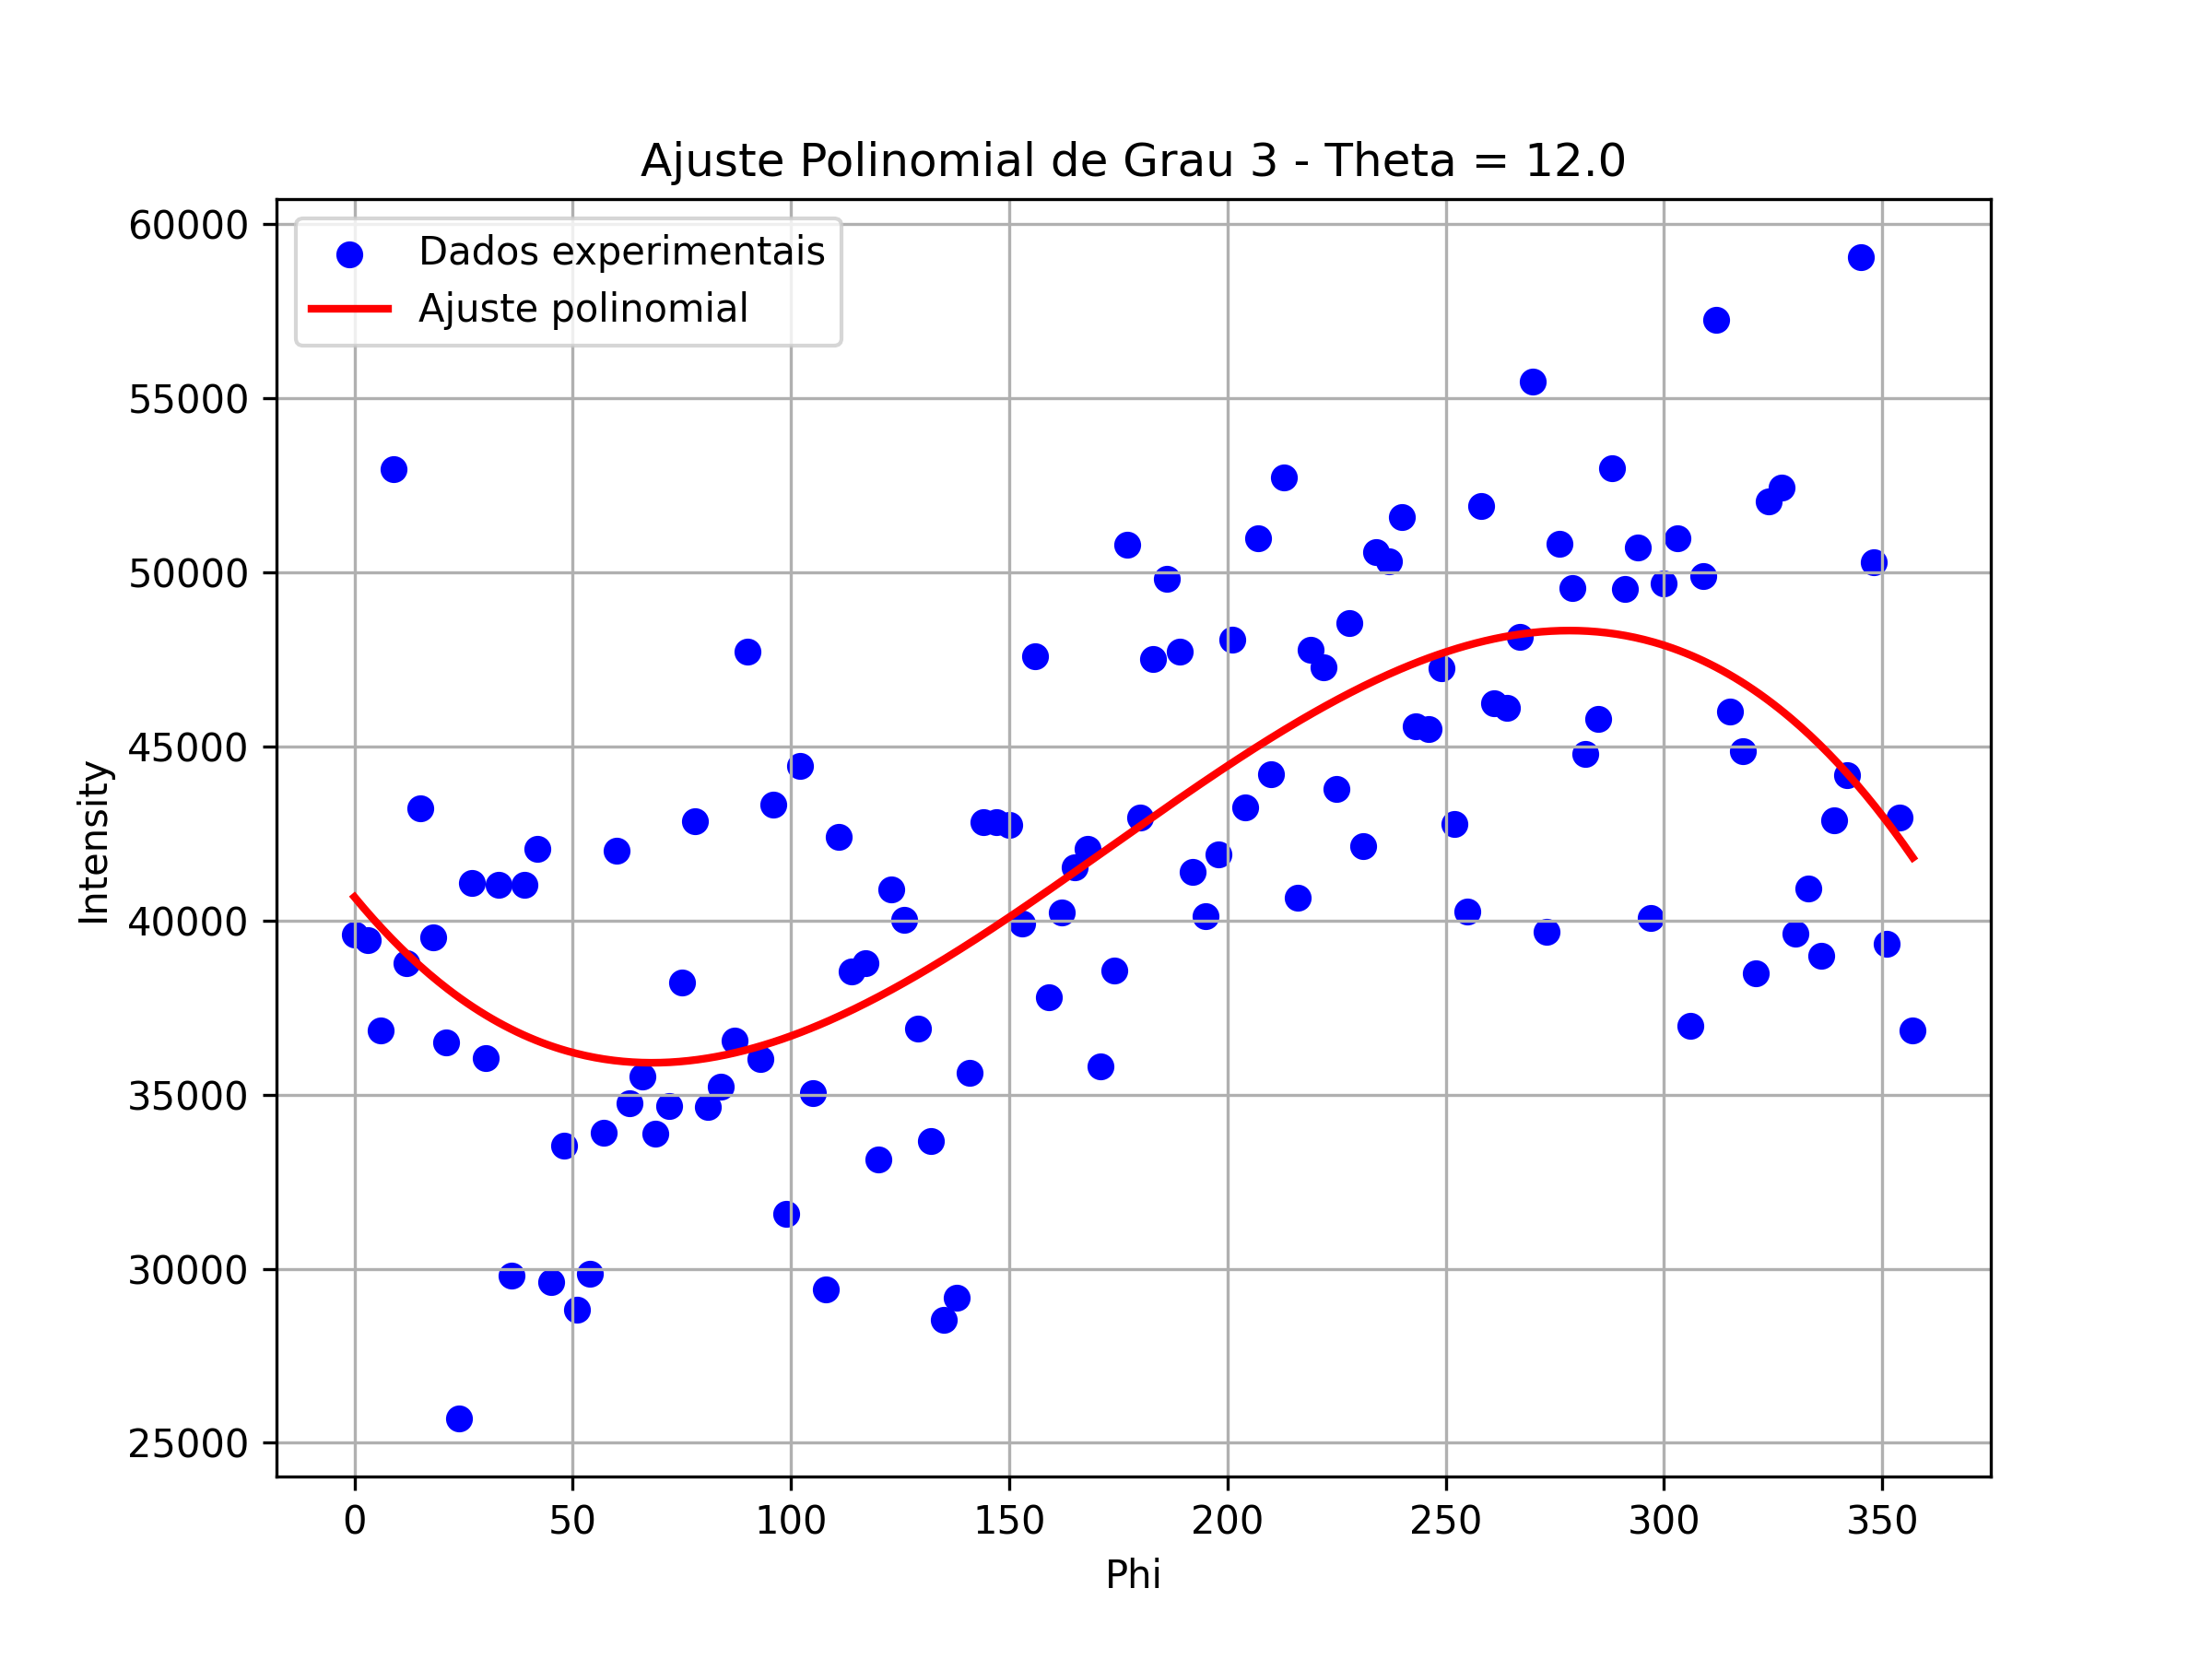 Ajuste Polinomial de Grau 3 - Theta = 12.0
Dados experimentais
Ajuste polinomial
60000
55000
50000
45000
40000
35000
30000
25000
Intensity
0 50 100 150 200 250 300 350
Phi